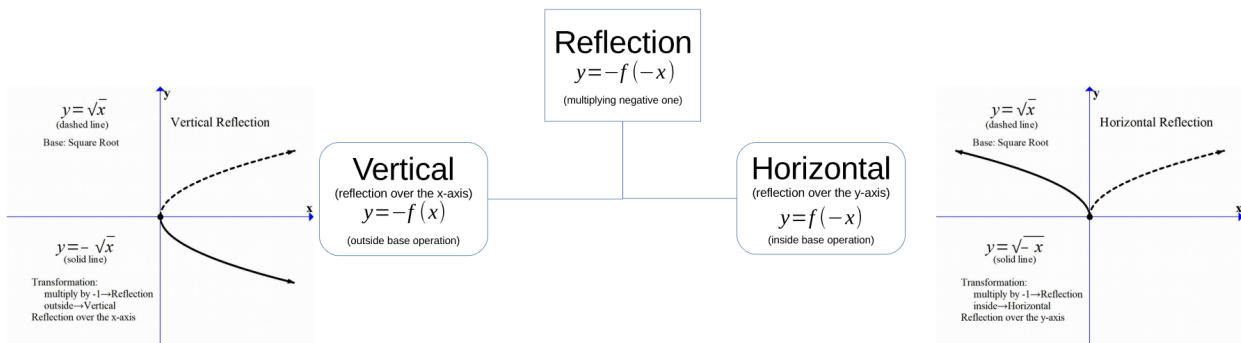 Reflection
y=−f(−x)
(multiplying negative one)
Vertical
(reflection over the x-axis)
y=−f(x)
(outside base operation)
Horizontal
(reflection over the y-axis)
y=f(−x)
(inside base operation)
y
y=√x
(dashed line)
Base: Square Root
Vertical Reflection
x
y=−√x
(solid line)
Transformation:
multiply by -1→Reflection
outside→Vertical
Reflection over the x-axis
y
y=√x
(dashed line)
Base: Square Root
Horizontal Reflection
x
y=√−x
(solid line)
Transformation:
multiply by -1→Reflection
inside→Horizontal
Reflection over the y-axis